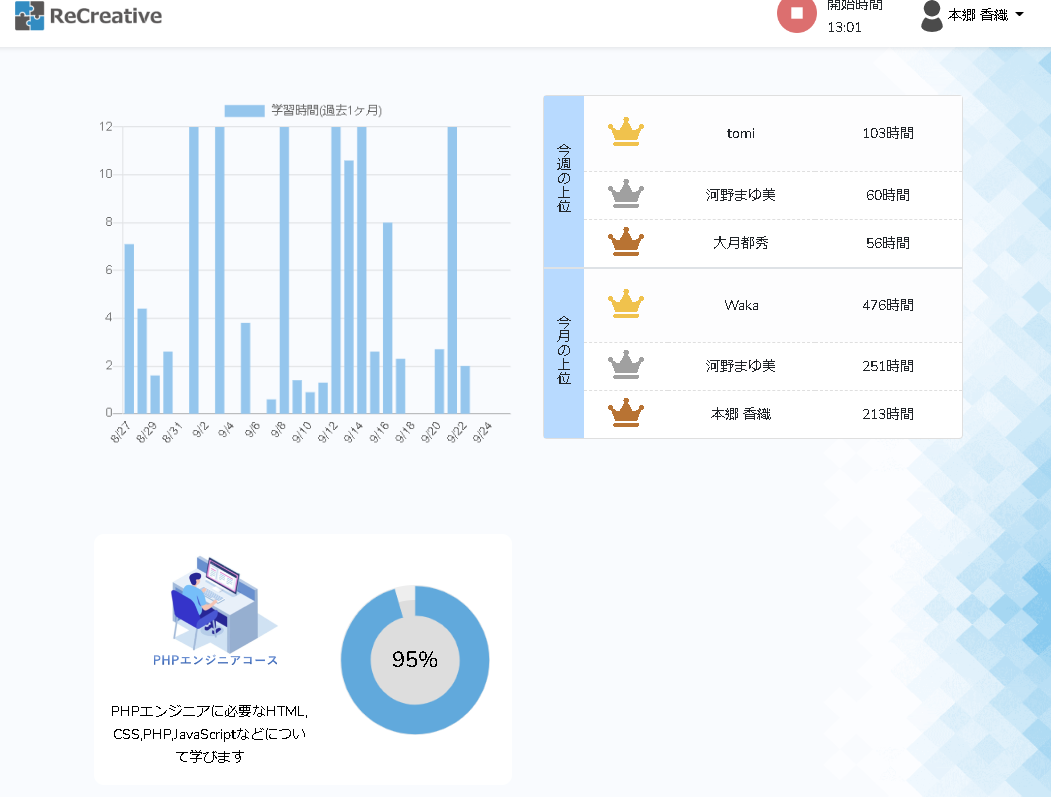 ReCreative
開始時間
13:01
本郷 香織
学習時間(過去1ヶ月)
12
10
8
6
4
2
0
8/27
8/29
8/31
9/2
9/4
9/6
9/8
9/10
9/12
9/14
9/16
9/18
9/20
9/22
9/24
今週の上位
tomi 103時間
河野まゆ美 60時間
大月都秀 56時間
今月の上位
Waka 476時間
河野まゆ美 251時間
本郷 香織 213時間
PHPエンジニアコース
PHPエンジニアに必要なHTML,
CSS,PHP,JavaScriptなどについ
て学びます
95%